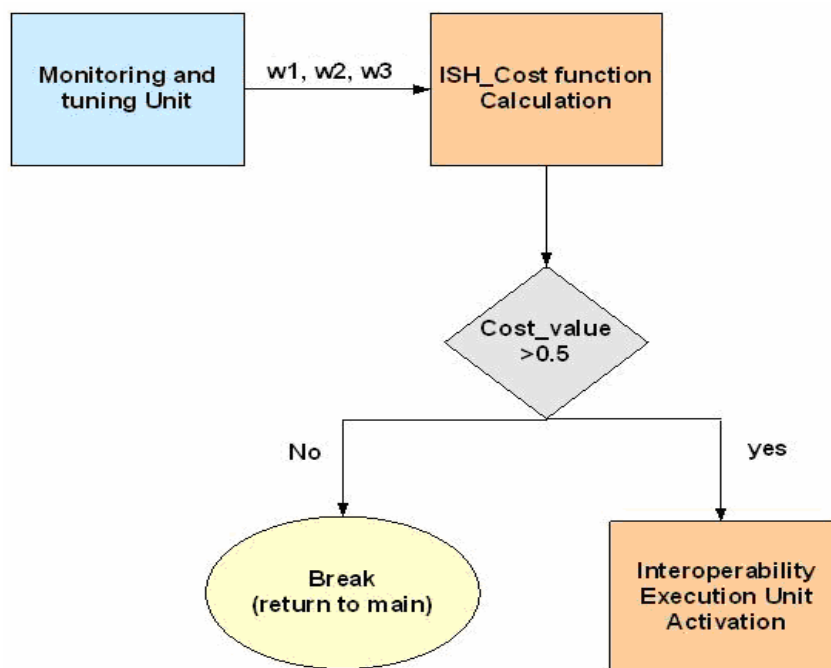 Monitoring and
tuning Unit
w1, w2, w3
ISH_Cost function
Calculation
Cost_value
>0.5
No
yes
Break
(return to main)
Interoperability
Execution Unit
Activation